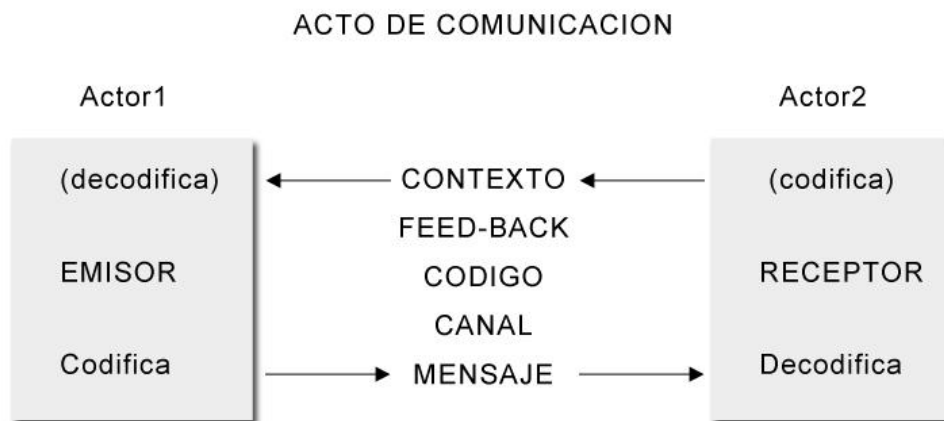 ACTO DE COMUNICACION
Actor1
Actor2
(decodifica)
CONTEXTO
(codifica)
FEED-BACK
EMISOR
CODIGO
RECEPTOR
CANAL
Codifica
MENSAJE
Decodifica